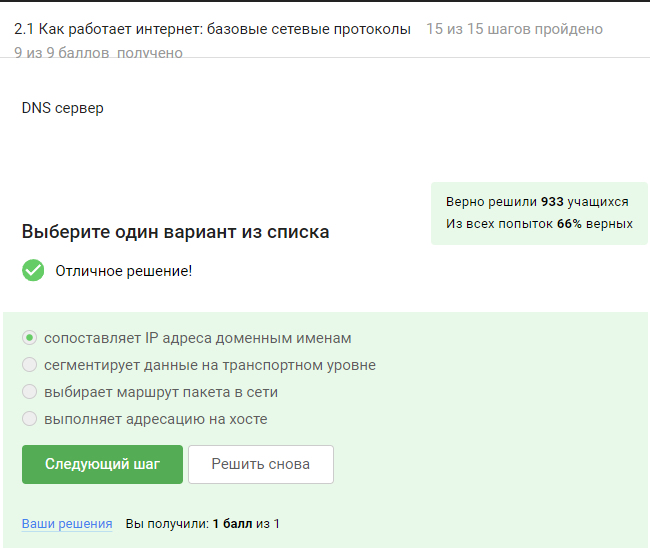 2.1 Как работает интернет: базовые сетевые протоколы 15 из 15 шагов пройдено
9 из 9 баллов получено
DNS сервер
Верно решили 933 учащихся
Из всех попыток 66% верных
Выберите один вариант из списка
Отличное решение!
сопоставляет IP адреса доменным именам
сегментирует данные на транспортном уровне
выбирает маршрут пакета в сети
выполняет адресацию на хосте
Следующий шаг Решить снова
Ваши решения Вы получили: 1 балл из 1